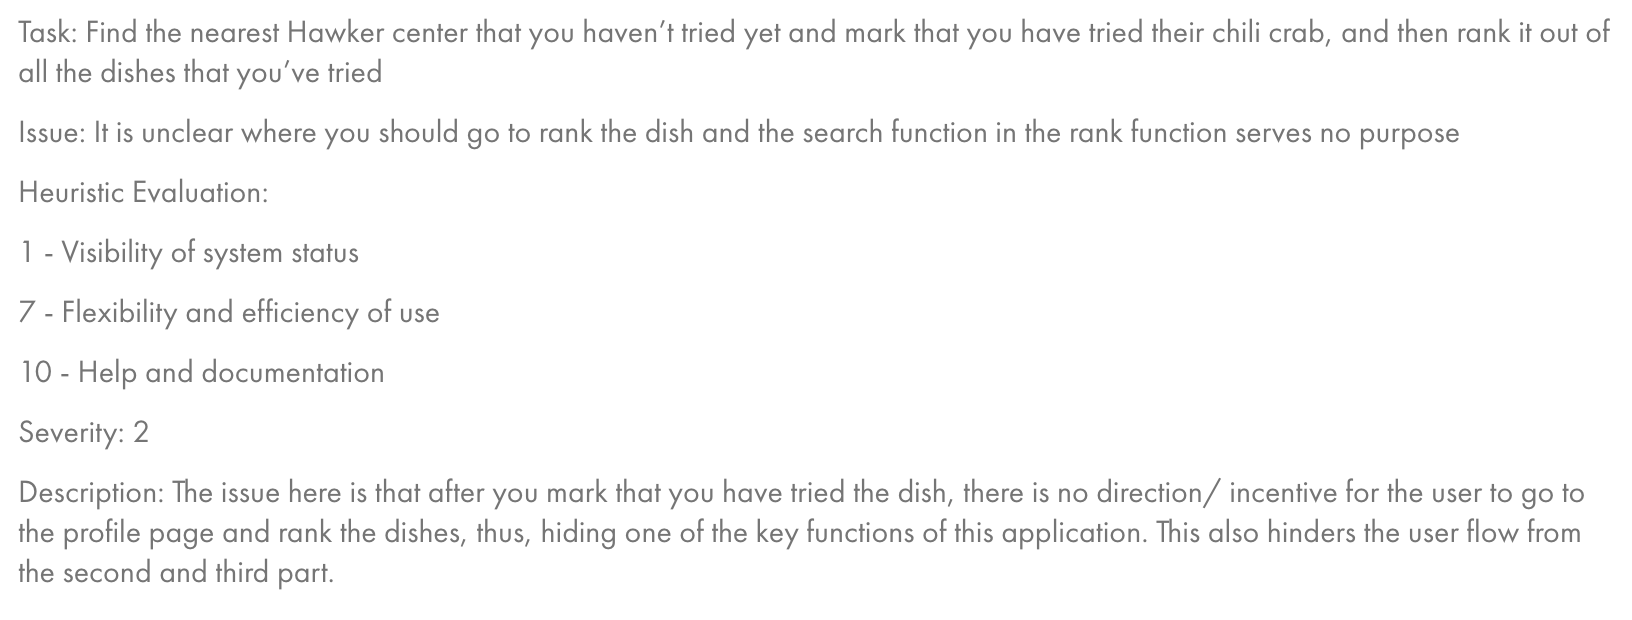 Task: Find the nearest Hawker center that you haven’t tried yet and mark that you have tried their chili crab, and then rank it out of
all the dishes that you’ve tried
Issue: It is unclear where you should go to rank the dish and the search function in the rank function serves no purpose
Heuristic Evaluation:
1 - Visibility of system status
7 - Flexibility and efficiency of use
10 - Help and documentation
Severity: 2
Description: The issue here is that after you mark that you have tried the dish, there is no direction/ incentive for the user to go to
the profile page and rank the dishes, thus, hiding one of the key functions of this application. This also hinders the user flow from
the second and third part.